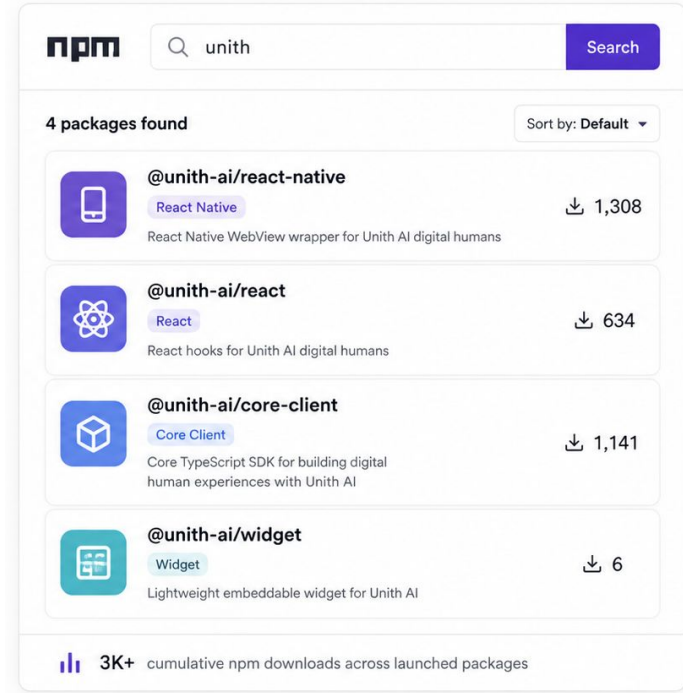 npm
unith
Search
4 packages found
Sort by: Default
@unith-ai/react-native
React Native
React Native WebView wrapper for Unith AI digital humans
1,308
@unith-ai/react
React
React hooks for Unith AI digital humans
634
@unith-ai/core-client
Core Client
Core TypeScript SDK for building digital
human experiences with Unith AI
1,141
@unith-ai/widget
Widget
Lightweight embeddable widget for Unith AI
6
3K+ cumulative npm downloads across launched packages